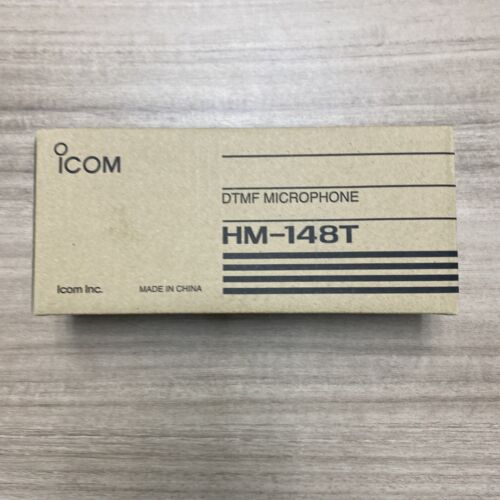 ICOM
DTMF MICROPHONE
HM-148T
Icom Inc.
MADE IN CHINA